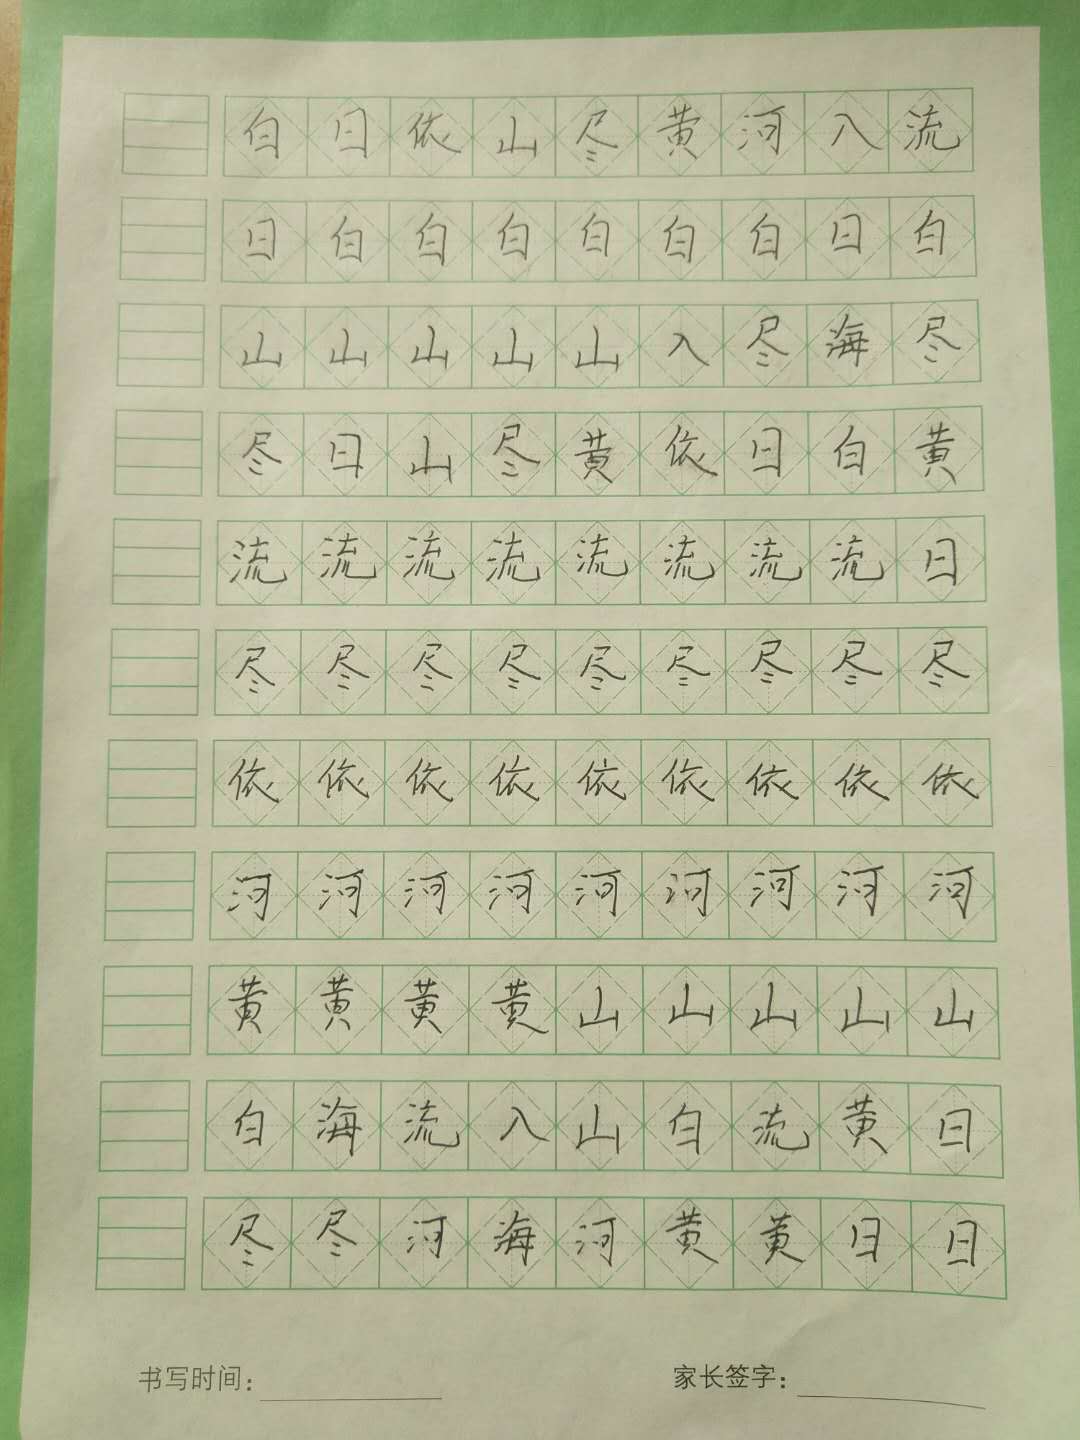 白日依山尽黄河入流
日白白白白白白日白
山山山山山入尽海尽
尽日山尽黄依日白黄
流流流流流流流流日
尽尽尽尽尽尽尽尽尽
依依依依依依依依依
河河河河河河河河河
黄黄黄黄山山山山山
白海流入山白流黄日
尽尽河海河黄黄日日
书写时间： 家长签字：